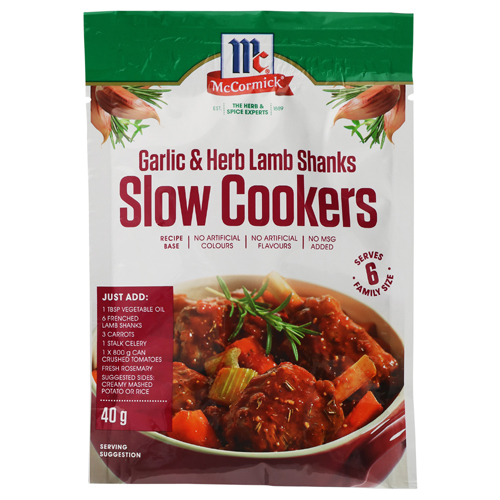 Mc
McCormick®
EST. THE HERB & 1889
SPICE EXPERTS
Garlic & Herb Lamb Shanks
Slow Cookers
RECIPE
BASE
NO ARTIFICIAL
COLOURS
NO ARTIFICIAL
FLAVOURS
NO MSG
ADDED
SERVES
6
FAMILY SIZE
JUST ADD:
1 TBSP VEGETABLE OIL
6 FRENCHED
LAMB SHANKS
3 CARROTS
1 STALK CELERY
1 X 800 g CAN
CRUSHED TOMATOES
FRESH ROSEMARY
SUGGESTED SIDES:
CREAMY MASHED
POTATO OR RICE
40 g
SERVING
SUGGESTION